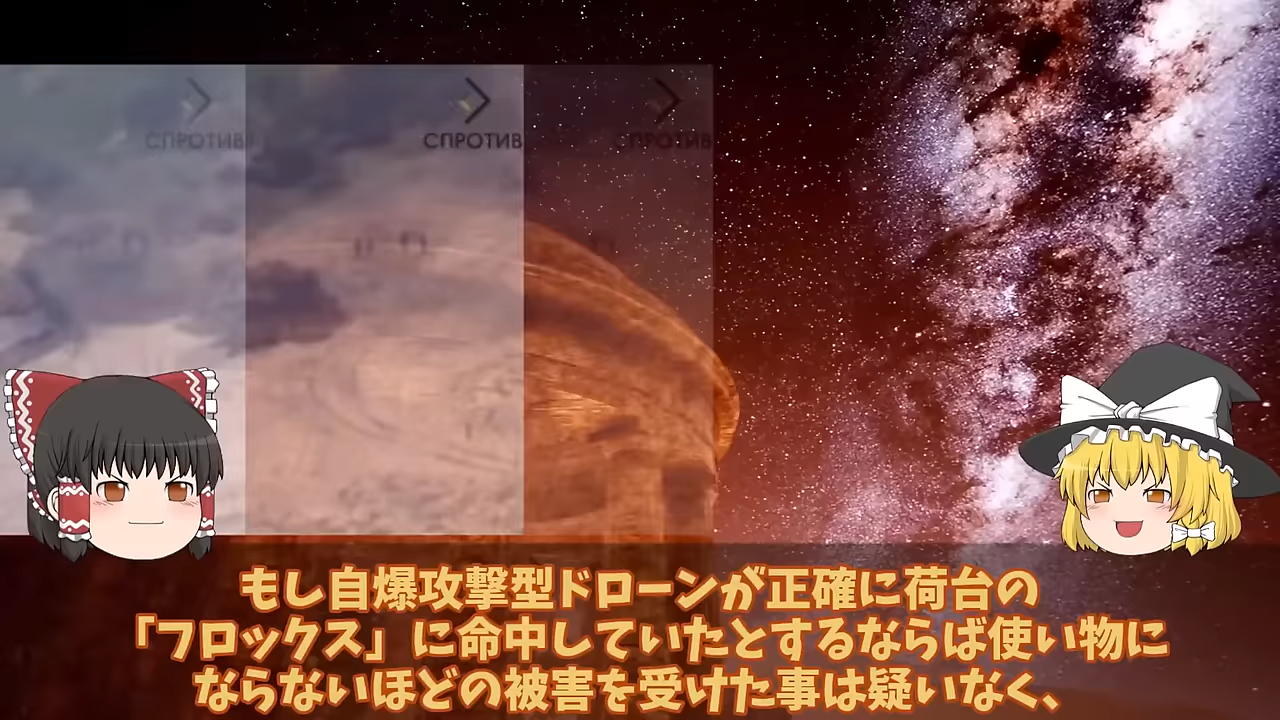 СПРОТИВ
СПРОТИВ
СПРОТИВ
もし自爆攻撃型ドローンが正確に荷台の
「フロックス」に命中していたとするならば使い物に
ならないほどの被害を受けた事は疑いなく、